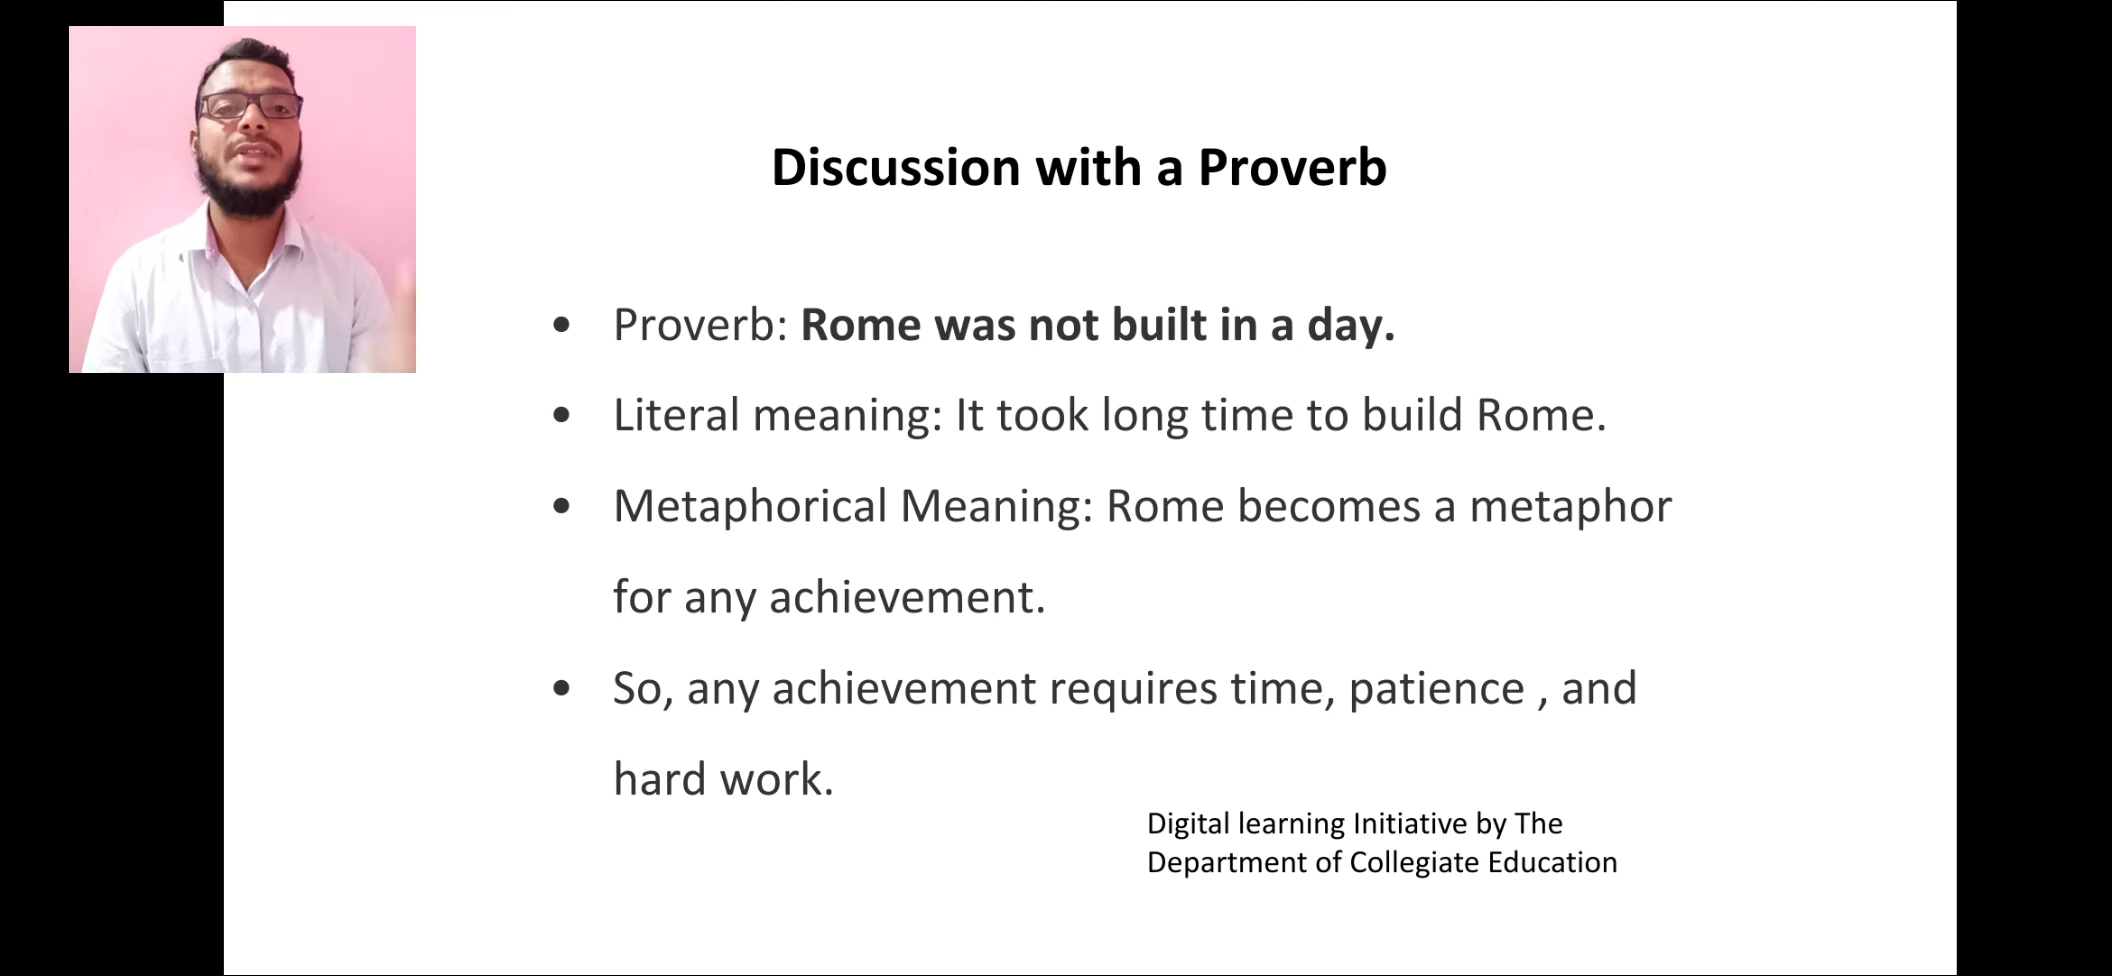 Discussion with a Proverb
• Proverb: Rome was not built in a day.
• Literal meaning: It took long time to build Rome.
• Metaphorical Meaning: Rome becomes a metaphor
for any achievement.
• So, any achievement requires time, patience , and
hard work.
Digital learning Initiative by The
Department of Collegiate Education